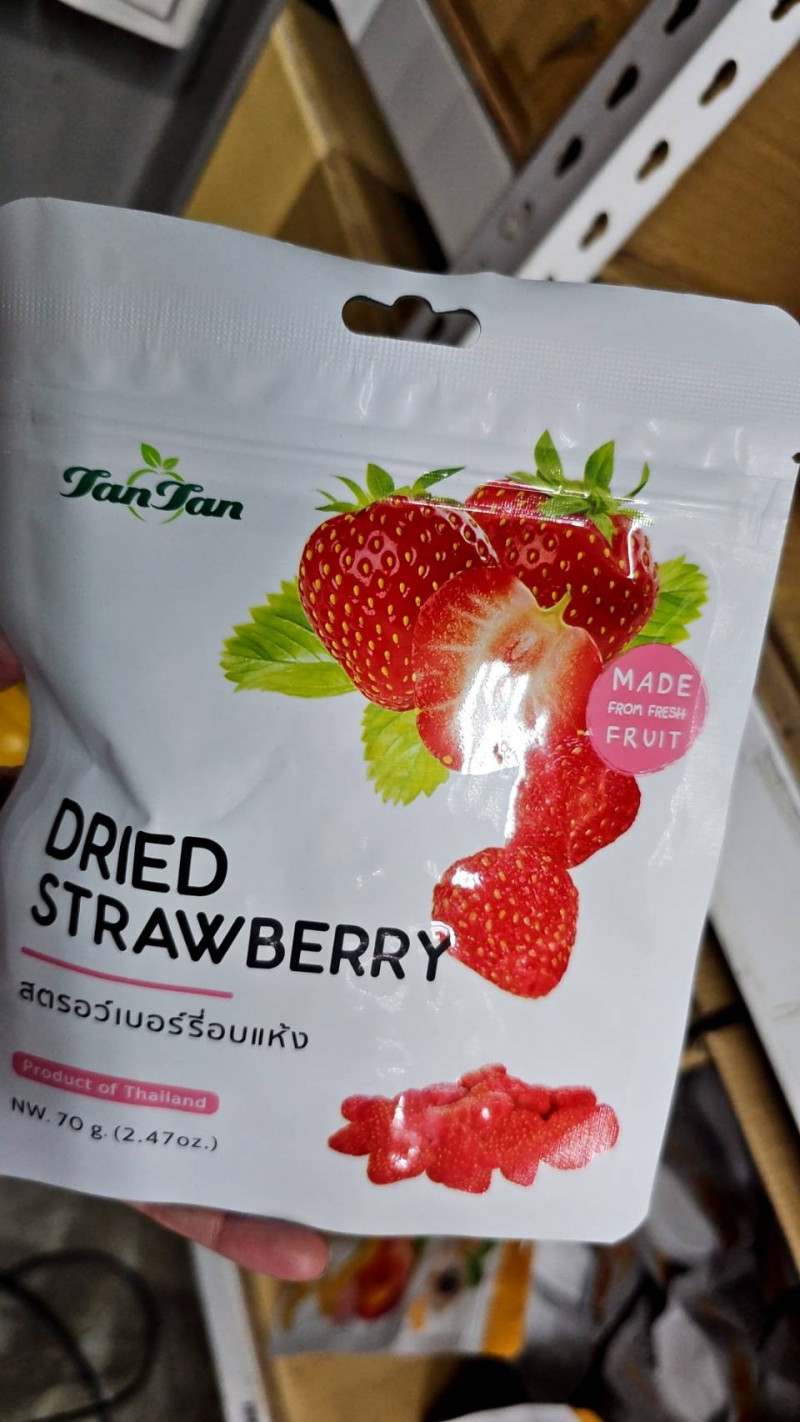 TanTan
MADE
FROM FRESH
FRUIT
DRIED
STRAWBERRY
สตรอว์เบอร์รี่อบแห้ง
Product of Thailand
NW. 70 g. (2.47oz.)